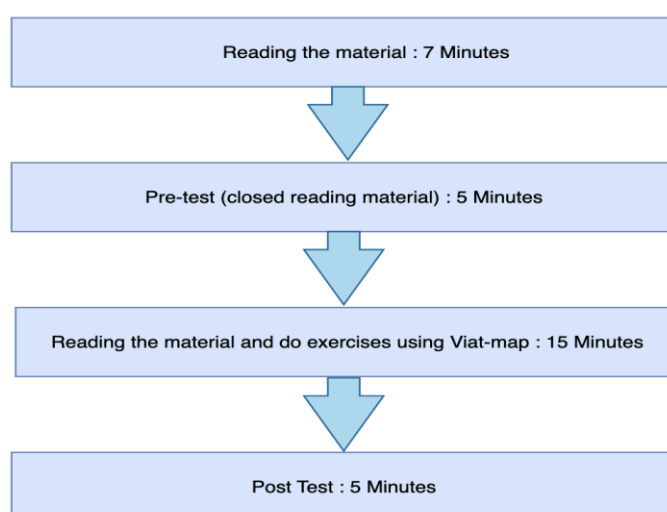 Reading the material : 7 Minutes
Pre-test (closed reading material) : 5 Minutes
Reading the material and do exercises using Viat-map : 15 Minutes
Post Test : 5 Minutes